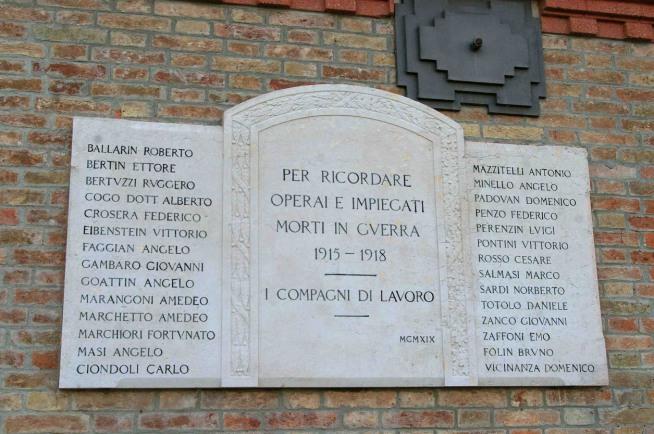 BALLARIN ROBERTO
BERTIN ETTORE
BERTVZZI RVGGERO
COGO DOTT ALBERTO
CROSERA FEDERICO
EIBENSTEIN VITTORIO
FAGGIAN ANGELO
GAMBARO GIOVANNI
GOATTIN ANGELO
MARANGONI AMEDEO
MARCHETTO AMEDEO
MARCHIORI FORTVNATO
MASI ANGELO
CIONDOLI CARLO
PER RICORDARE
OPERAI E IMPIEGATI
MORTI IN GVERRA
1915 - 1918
I COMPAGNI DI LAVORO
MCMXIX
MAZZITELLI ANTONIO
MINELLO ANGELO
PADOVAN DOMENICO
PENZO FEDERICO
PERENZIN LVIGI
PONTINI VITTORIO
ROSSO CESARE
SALMASI MARCO
SARDI NORBERTO
TOTOLO DANIELE
ZANCO GIOVANNI
ZAFFONI EMO
FOLIN BRVNO
VICINANZA DOMENICO